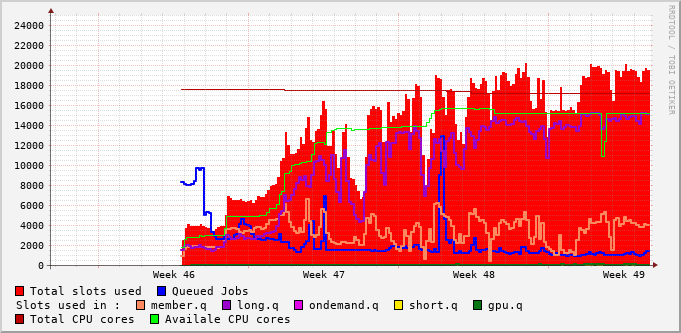 24000
22000
20000
18000
16000
14000
12000
10000
8000
6000
4000
2000
0
Week 46 Week 47 Week 48 Week 49
RRDTOOL / TOBI OETIKER
Total slots used Queued Jobs
Slots used in : member.q long.q ondemand.q short.q gpu.q
Total CPU cores Availale CPU cores